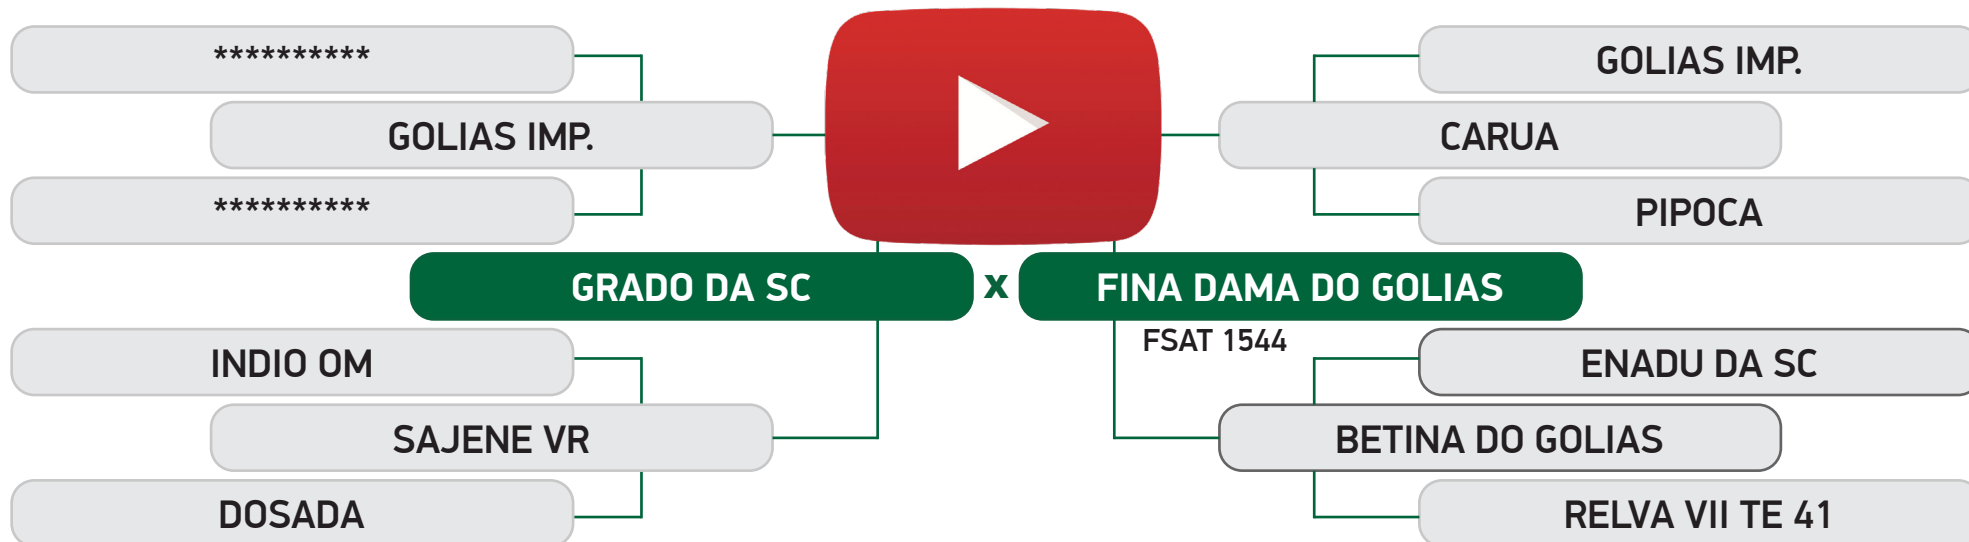 **********
GOLIAS IMP.
GOLIAS IMP.
CARUA
**********
PIPOCA
GRADO DA SC x FINA DAMA DO GOLIAS
FSAT 1544
INDIO OM
ENADU DA SC
SAJENE VR
BETINA DO GOLIAS
DOSADA
RELVA VII TE 41